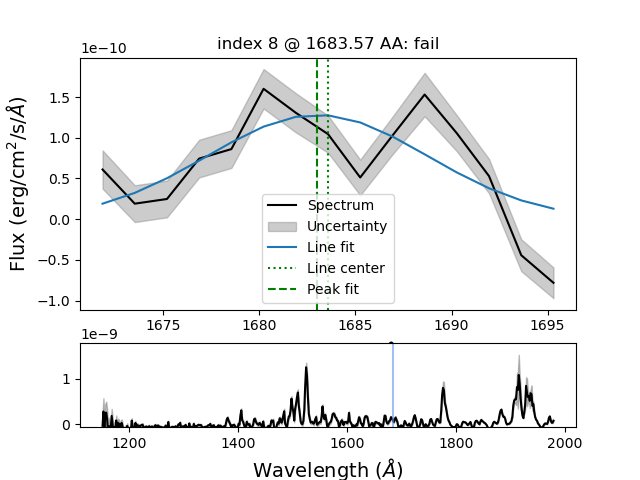 index 8 @ 1683.57 AA: fail
1e−10
1.5
1.0
0.5
0.0
−0.5
−1.0
Flux (erg/cm²/s/Å)
Spectrum
Uncertainty
Line fit
Line center
Peak fit
1675 1680 1685 1690 1695
1e−9
1
0
1200 1400 1600 1800 2000
Wavelength (Å)